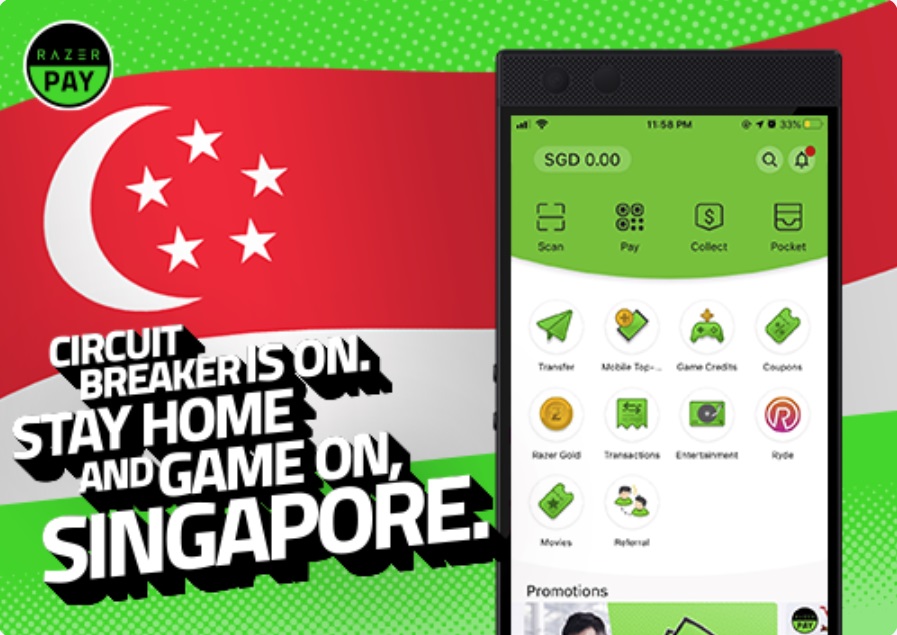 RAZER
PAY
CIRCUIT
BREAKER IS ON.
STAY HOME
AND GAME ON,
SINGAPORE.
11:58 PM
33%
SGD 0.00
Scan
Pay
Collect
Pocket
Transfer
Mobile Top-...
Game Credits
Coupons
Razer Gold
Transactions
Entertainment
Ryde
Movies
Referral
Promotions
PAY